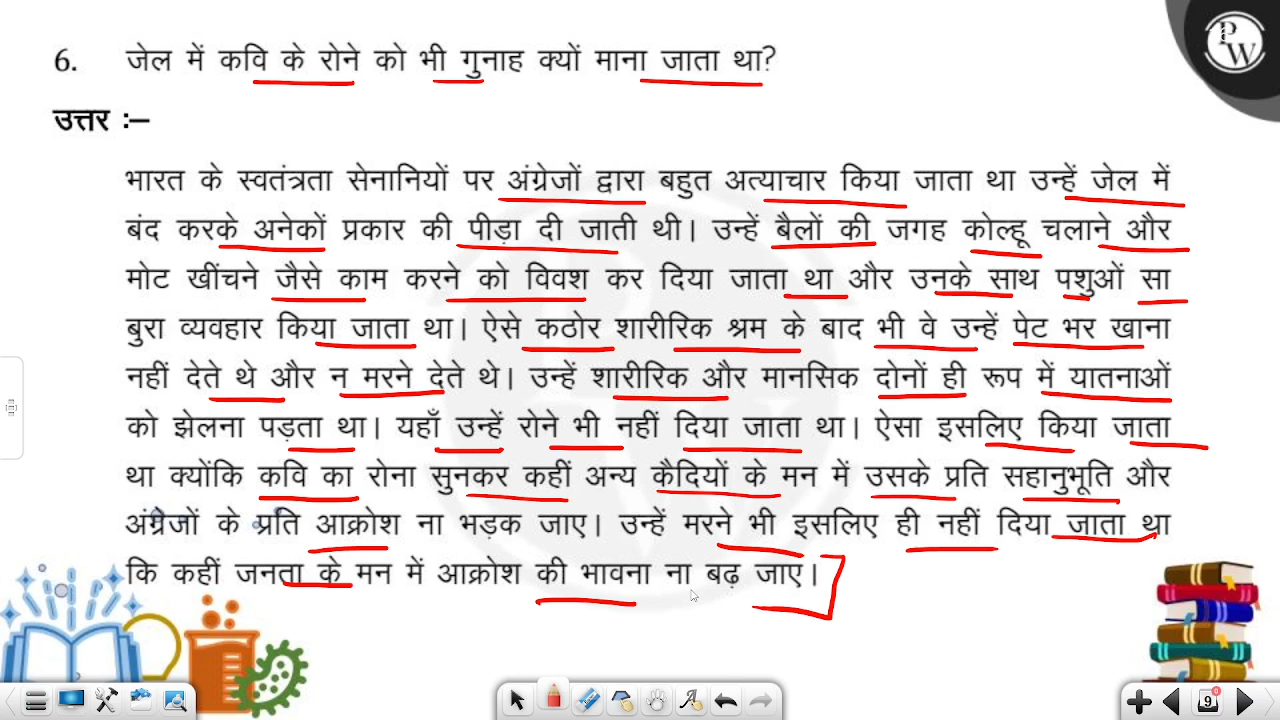 PW
6. जेल में कवि के रोने को भी गुनाह क्यों माना जाता था?
उत्तर :–
भारत के स्वतंत्रता सेनानियों पर अंग्रेजों द्वारा बहुत अत्याचार किया जाता था उन्हें जेल में
बंद करके अनेकों प्रकार की पीड़ा दी जाती थी। उन्हें बैलों की जगह कोल्हू चलाने और
मोट खींचने जैसे काम करने को विवश कर दिया जाता था और उनके साथ पशुओं सा
बुरा व्यवहार किया जाता था। ऐसे कठोर शारीरिक श्रम के बाद भी वे उन्हें पेट भर खाना
नहीं देते थे और न मरने देते थे। उन्हें शारीरिक और मानसिक दोनों ही रूप में यातनाओं
को झेलना पड़ता था। यहाँ उन्हें रोने भी नहीं दिया जाता था। ऐसा इसलिए किया जाता
था क्योंकि कवि का रोना सुनकर कहीं अन्य कैदियों के मन में उसके प्रति सहानुभूति और
अंग्रेजों के प्रति आक्रोश ना भड़क जाए। उन्हें मरने भी इसलिए ही नहीं दिया जाता था
कि कहीं जनता के मन में आक्रोश की भावना ना बढ़ जाए।
9